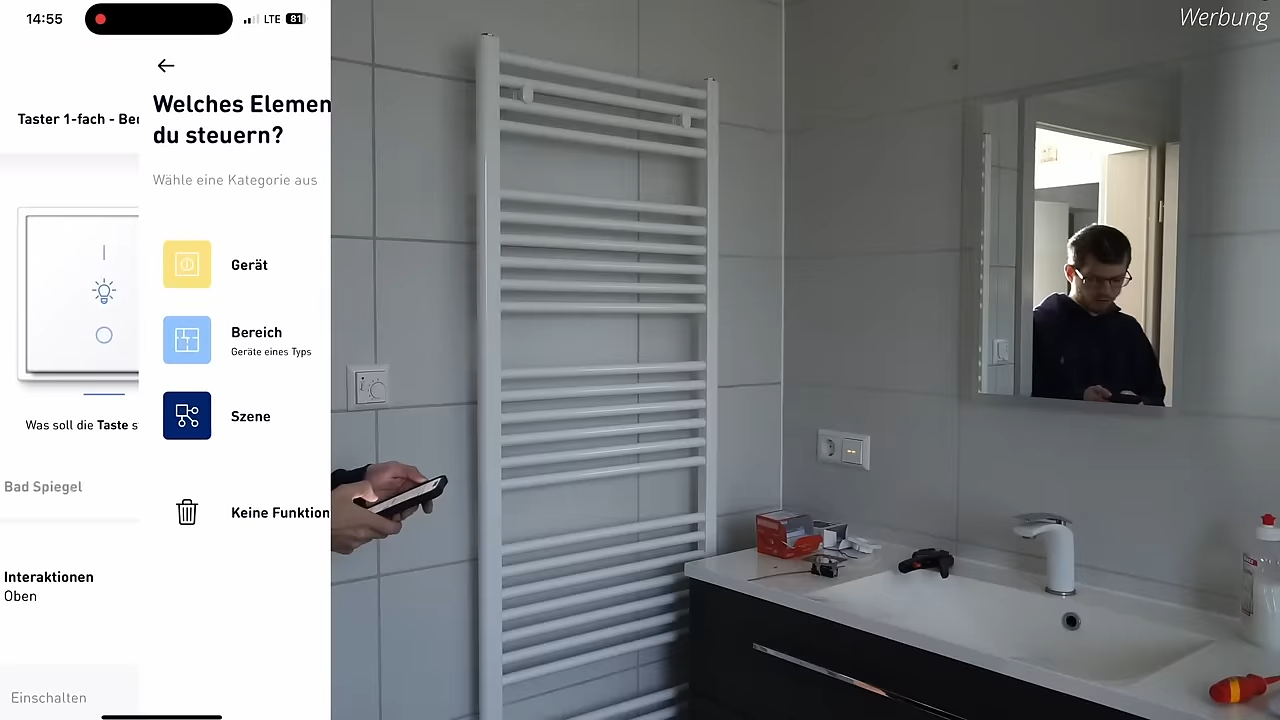 14:55
LTE
81
Werbung
Welches Elemen
du steuern?
Wähle eine Kategorie aus
Taster 1-fach - Be
Gerät
Bereich
Geräte eines Typs
Szene
Was soll die Taste s
Bad Spiegel
Keine Funktion
Interaktionen
Oben
Einschalten